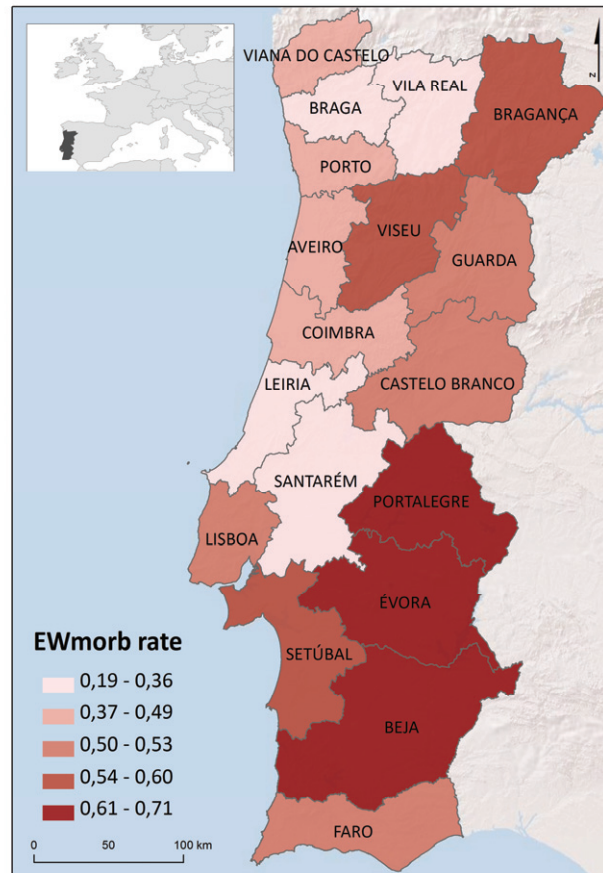 VIANA DO CASTELO
VILA REAL
BRAGA
BRAGANÇA
PORTO
VISEU
AVEIRO
GUARDA
COIMBRA
LEIRIA
CASTELO BRANCO
SANTARÉM
PORTALEGRE
LISBOA
ÉVORA
SETÚBAL
BEJA
FARO
N
EWmorb rate
0,19 - 0,36
0,37 - 0,49
0,50 - 0,53
0,54 - 0,60
0,61 - 0,71
0 50 100 km